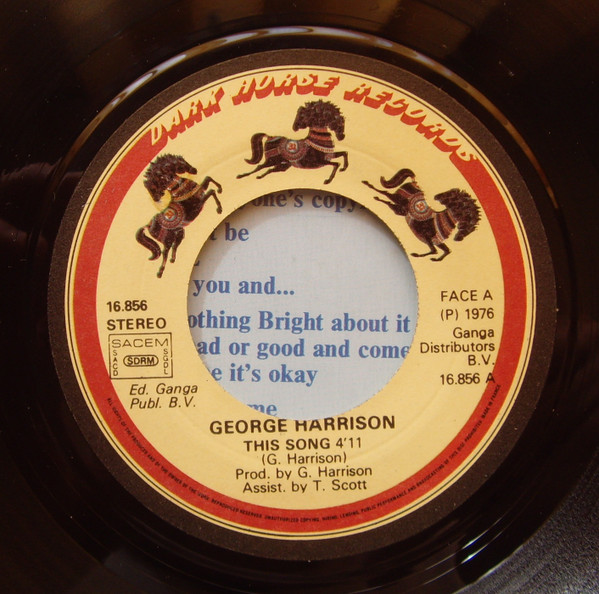 DARK HORSE RECORDS
one's copy
be
you and...
othing Bright about it
ad or good and come
e it's okay
me
16.856
STEREO
SACEM
SACD
SDRM
SGDL
Ed. Ganga
Publ. B.V.
FACE A
(P) 1976
Ganga
Distributors
B.V.
16.856 A
GEORGE HARRISON
THIS SONG 4'11
(G. Harrison)
Prod. by G. Harrison
Assist. by T. Scott